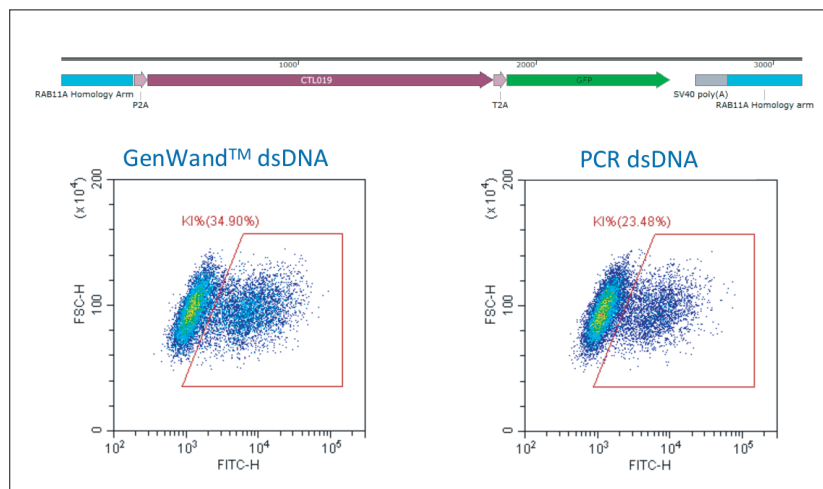 1000
2000
3000
CTL019
GFP
RAB11A Homology Arm
P2A
T2A
SV40 poly(A)
RAB11A Homology arm
GenWand™ dsDNA
(x 10⁴)
200
100
0
FSC-H
KI%(34.90%)
10² 10³ 10⁴ 10⁵
FITC-H
PCR dsDNA
(x 10⁴)
200
100
0
FSC-H
KI%(23.48%)
10² 10³ 10⁴ 10⁵
FITC-H